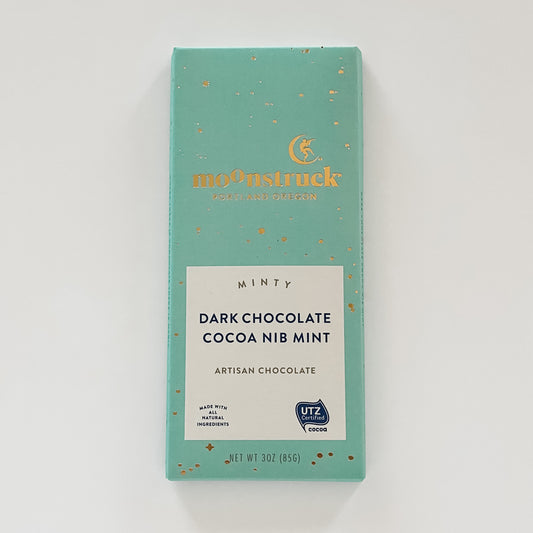 moonstruck
PORTLAND OREGON
MINTY
DARK CHOCOLATE
COCOA NIB MINT
ARTISAN CHOCOLATE
MADE WITH
ALL
NATURAL
INGREDIENTS
UTZ
Certified
cocoa
NET WT 3OZ (85G)